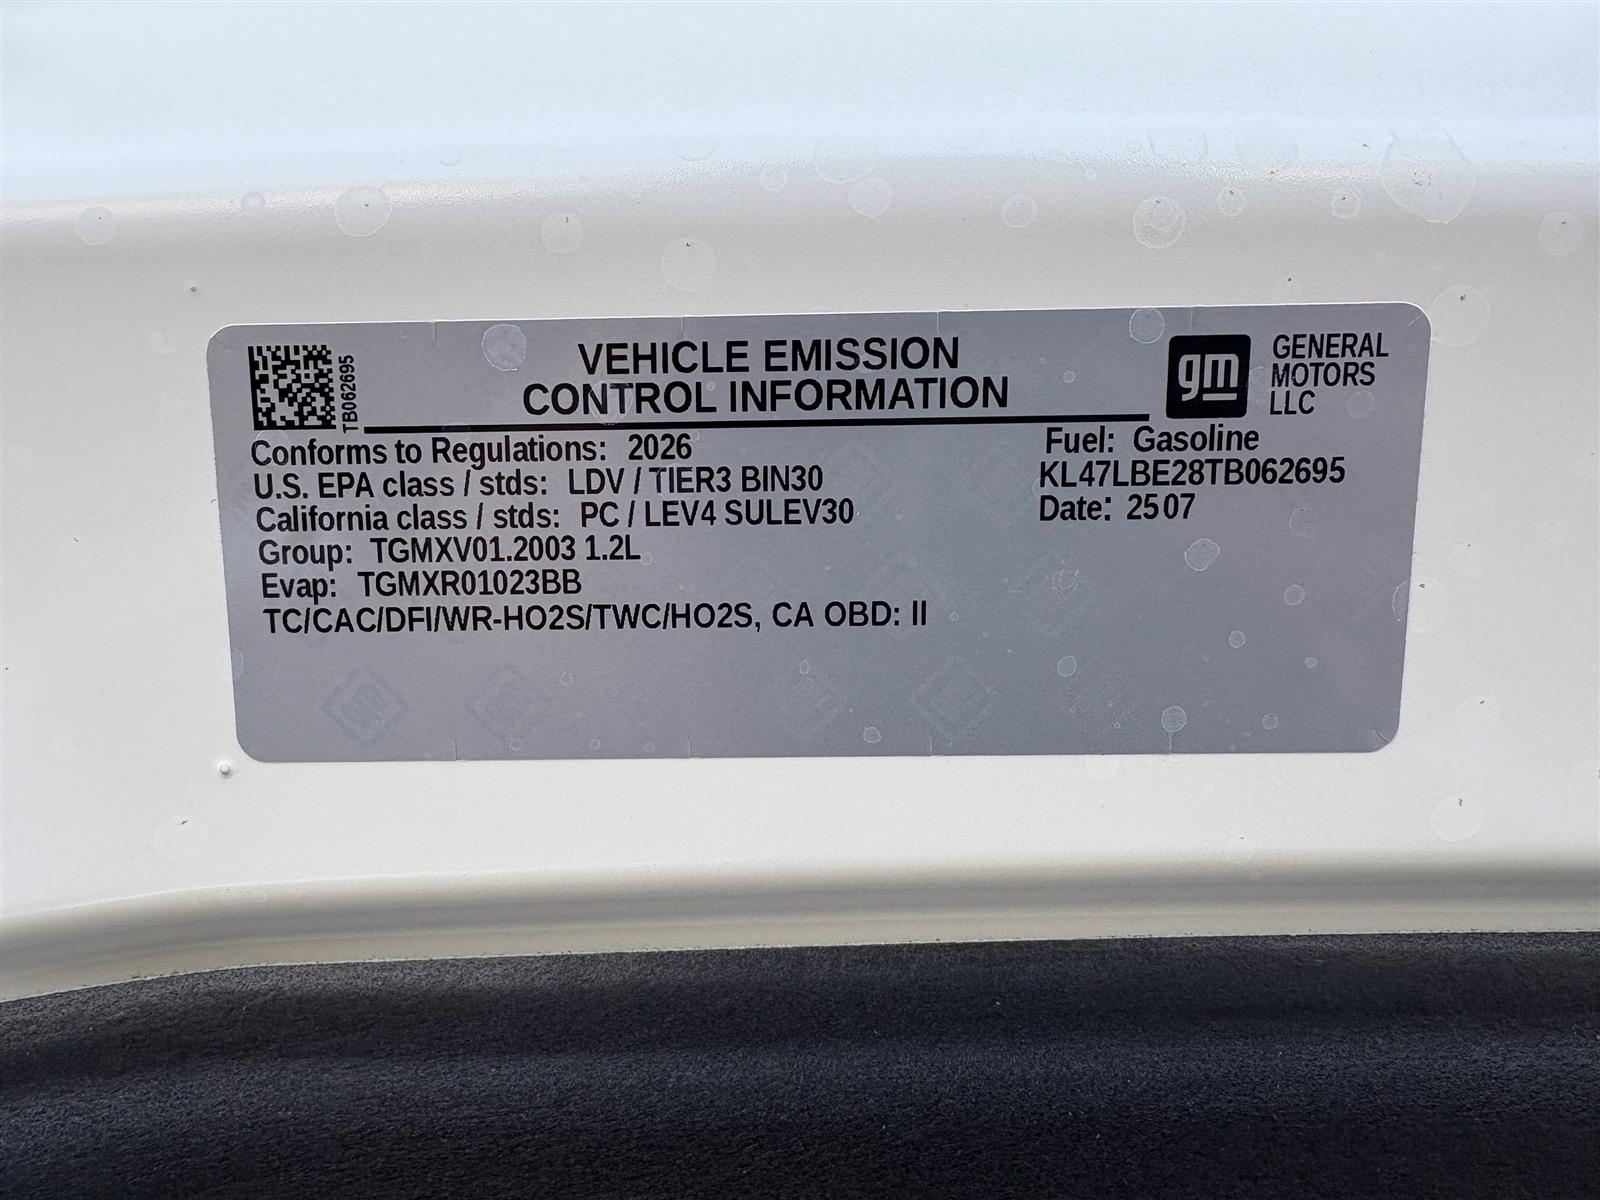 TB062695
VEHICLE EMISSION
CONTROL INFORMATION
gm
GENERAL
MOTORS
LLC
Conforms to Regulations: 2026
U.S. EPA class / stds: LDV / TIER3 BIN30
California class / stds: PC / LEV4 SULEV30
Group: TGMXV01.2003 1.2L
Evap: TGMXR01023BB
TC/CAC/DFI/WR-HO2S/TWC/HO2S, CA OBD: II
Fuel: Gasoline
KL47LBE28TB062695
Date: 25 07